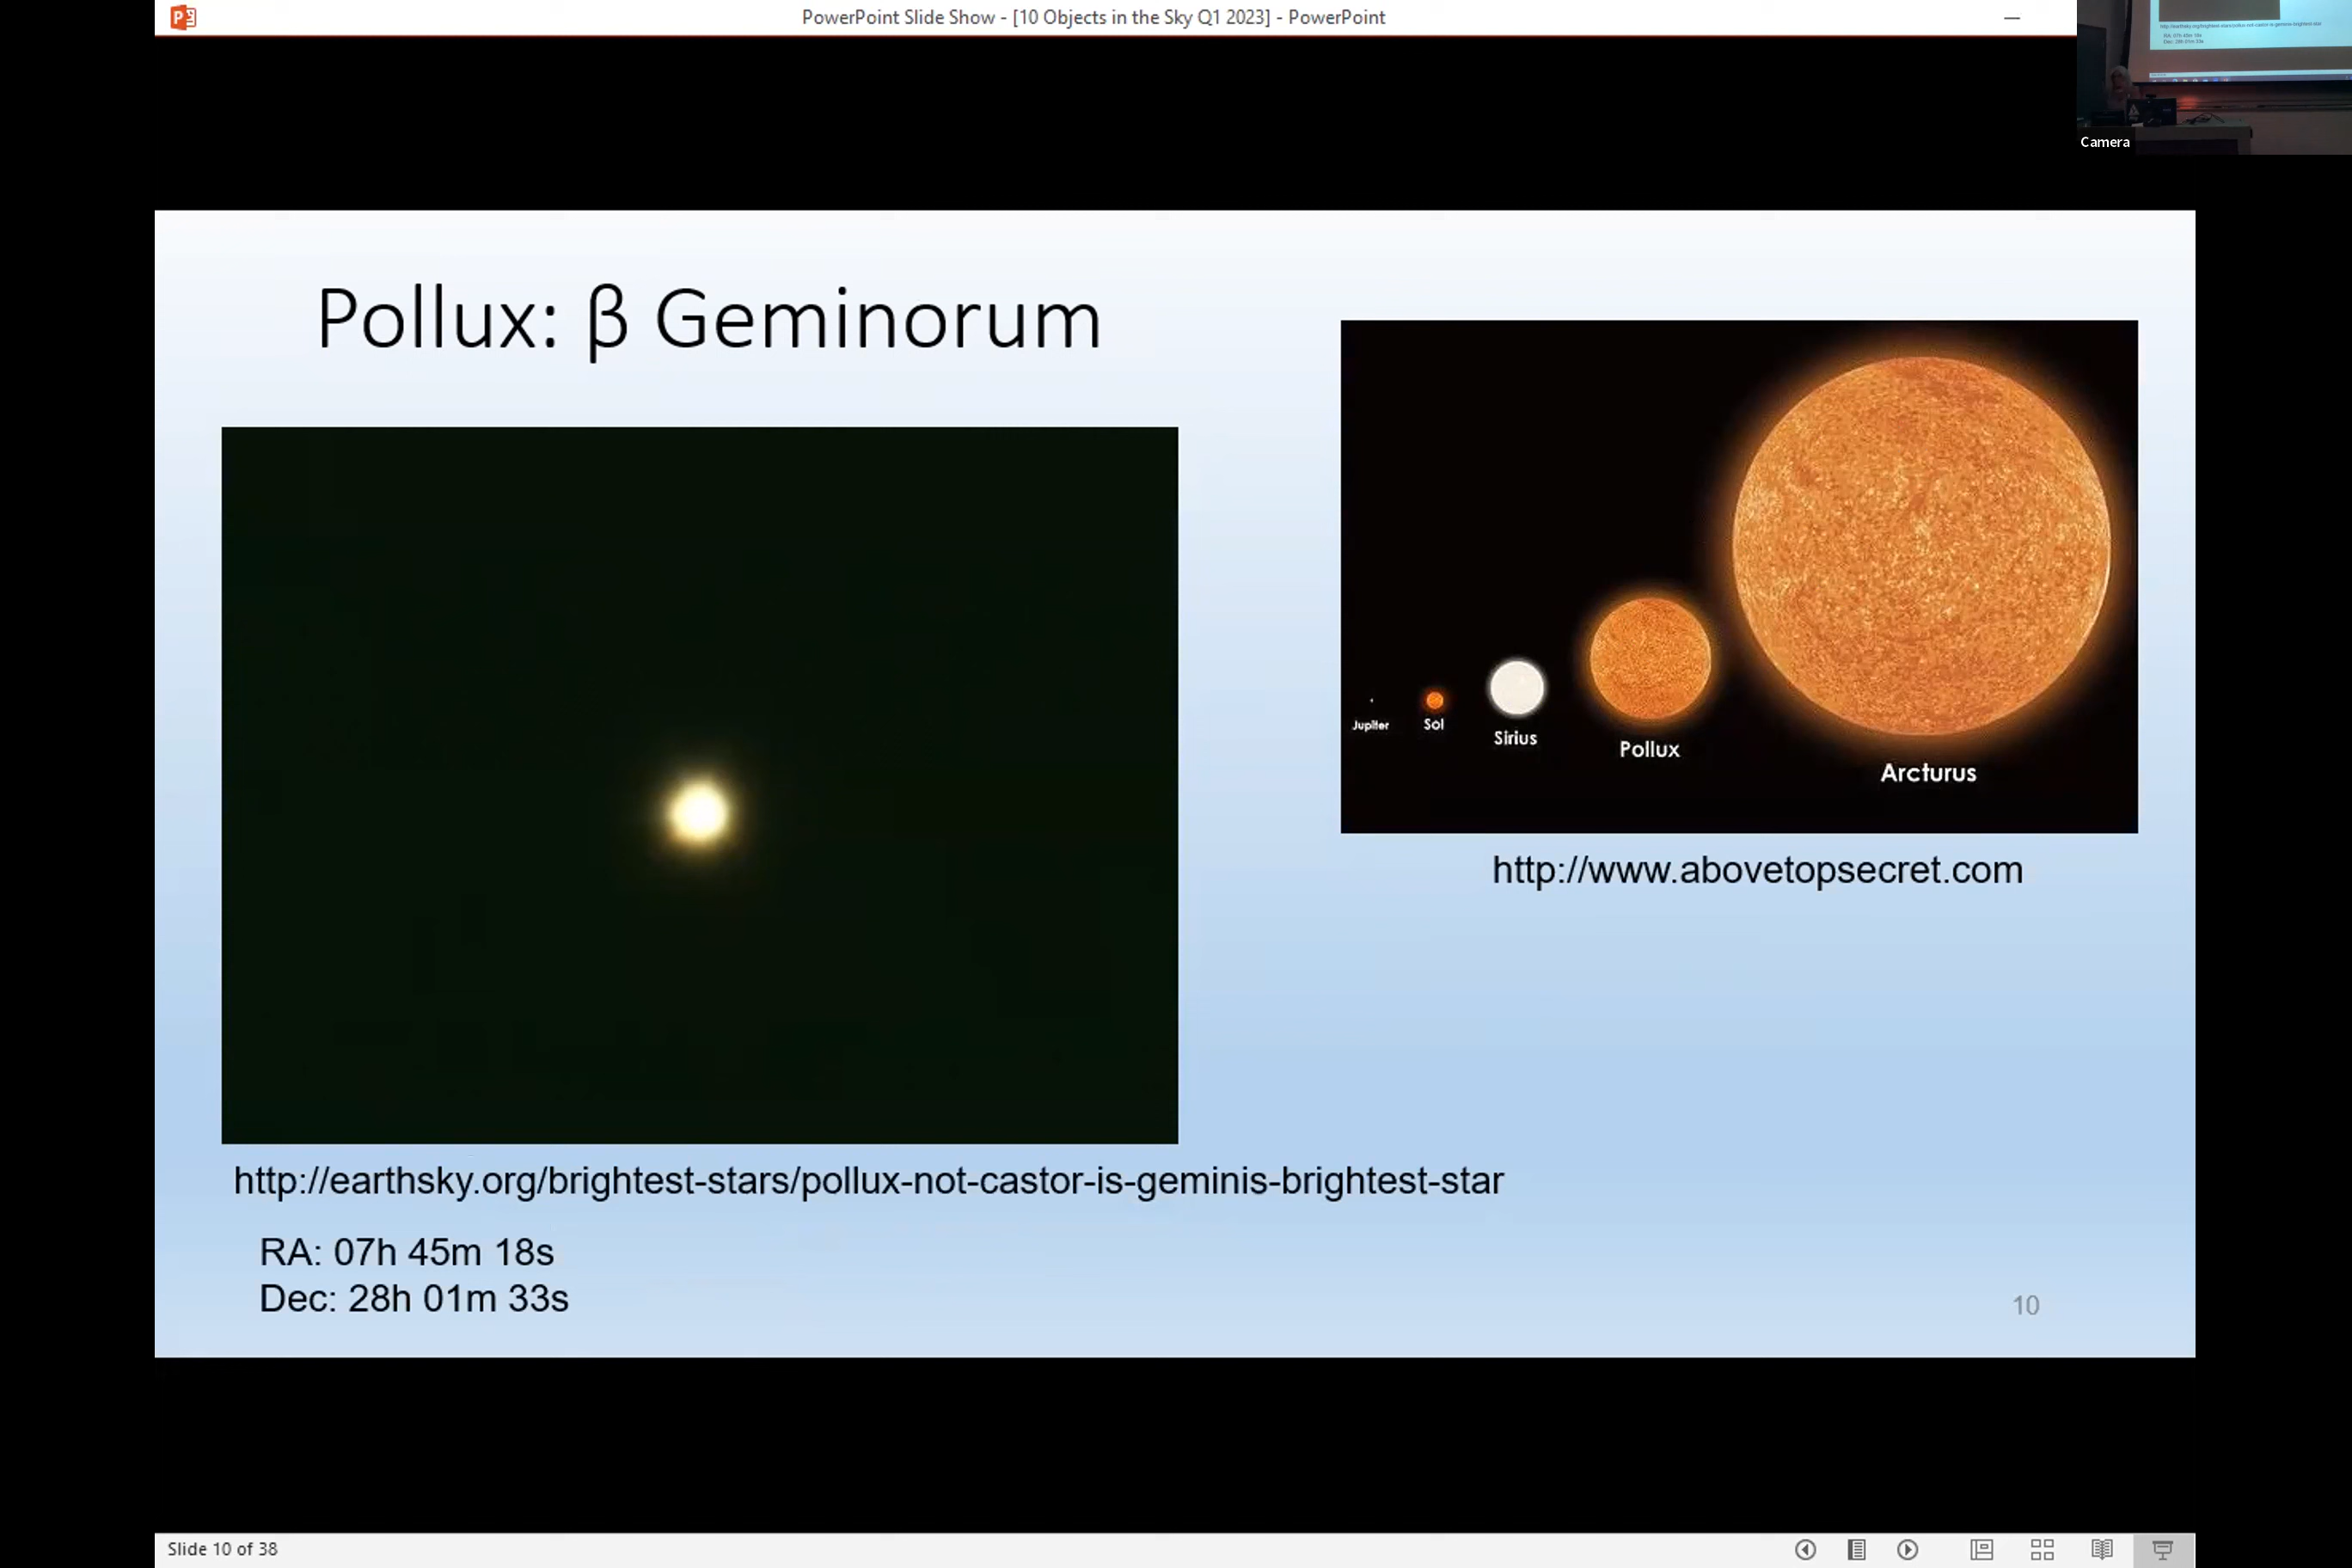 PowerPoint Slide Show - [10 Objects in the Sky Q1 2023] - PowerPoint
Camera
Pollux: β Geminorum
Jupiter
Sol
Sirius
Pollux
Arcturus
http://www.abovetopsecret.com
http://earthsky.org/brightest-stars/pollux-not-castor-is-geminis-brightest-star
RA: 07h 45m 18s
Dec: 28h 01m 33s
10
Slide 10 of 38